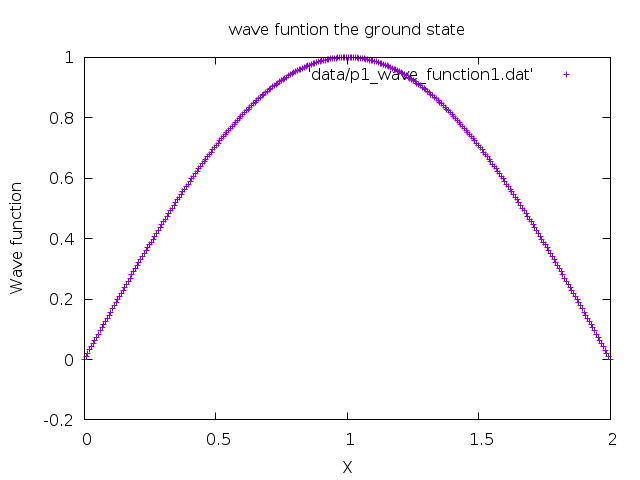 wave funtion the ground state
'data/p1_wave_function1.dat'
1
0.8
0.6
0.4
0.2
0
-0.2
Wave function
0 0.5 1 1.5 2
X